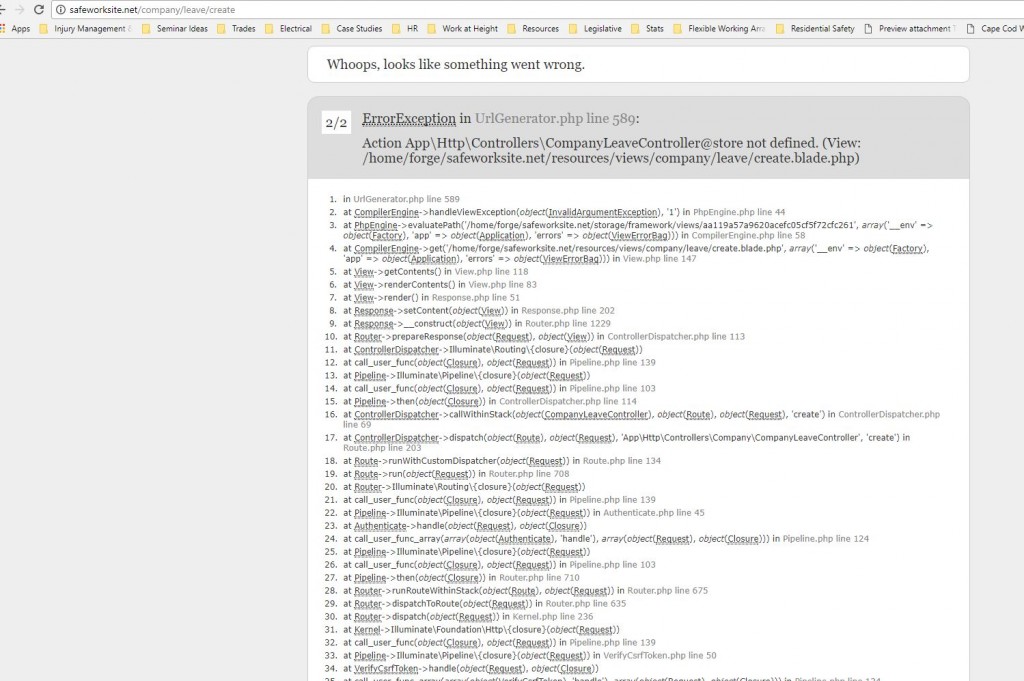 safeworksite.net/company/leave/create
Apps Injury Management Seminar Ideas Trades Electrical Case Studies HR Work at Height Resources Legislative Stats Flexible Working Residential Safety Preview attachment Cape Cod
Whoops, looks like something went wrong.
2/2 ErrorException in UrlGenerator.php line 589:
Action App\Http\Controllers\CompanyLeaveController@store not defined. (View:
/home/forge/safeworksite.net/resources/views/company/leave/create.blade.php)
1. in UrlGenerator.php line 589
2. at CompilerEngine->handleViewException(object(InvalidArgumentException), '1') in PhpEngine.php line 44
3. at PhpEngine->evaluatePath('/home/forge/safeworksite.net/storage/framework/views/aa119a57a9620acefc05cf5f72cfc261', array('__env' =>
object(Factory), 'app' => object(Application), 'errors' => object(ViewErrorBag))) in CompilerEngine.php line 58
4. at CompilerEngine->get('/home/forge/safeworksite.net/resources/views/company/leave/create.blade.php', array('__env' => object(Factory),
'app' => object(Application), 'errors' => object(ViewErrorBag))) in View.php line 147
5. at View->getContents() in View.php line 118
6. at View->renderContents() in View.php line 83
7. at View->render() in Response.php line 51
8. at Response->setContent(object(View)) in Response.php line 202
9. at Response->__construct(object(View)) in Router.php line 1229
10. at Router->prepareResponse(object(Request), object(View)) in ControllerDispatcher.php line 113
11. at ControllerDispatcher->Illuminate\Routing\{closure}(object(Request))
12. at call_user_func(object(Closure), object(Request)) in Pipeline.php line 139
13. at Pipeline->Illuminate\Pipeline\{closure}(object(Request))
14. at call_user_func(object(Closure), object(Request)) in Pipeline.php line 103
15. at Pipeline->then(object(Closure)) in ControllerDispatcher.php line 114
16. at ControllerDispatcher->callWithinStack(object(CompanyLeaveController), object(Route), object(Request), 'create') in ControllerDispatcher.php
line 69
17. at ControllerDispatcher->dispatch(object(Route), object(Request), 'App\Http\Controllers\Company\CompanyLeaveController', 'create') in
Route.php line 203
18. at Route->runWithCustomDispatcher(object(Request)) in Route.php line 134
19. at Route->run(object(Request)) in Router.php line 708
20. at Router->Illuminate\Routing\{closure}(object(Request))
21. at call_user_func(object(Closure), object(Request)) in Pipeline.php line 139
22. at Pipeline->Illuminate\Pipeline\{closure}(object(Request)) in Authenticate.php line 45
23. at Authenticate->handle(object(Request), object(Closure))
24. at call_user_func_array(array(object(Authenticate), 'handle'), array(object(Request), object(Closure))) in Pipeline.php line 124
25. at Pipeline->Illuminate\Pipeline\{closure}(object(Request))
26. at call_user_func(object(Closure), object(Request)) in Pipeline.php line 103
27. at Pipeline->then(object(Closure)) in Router.php line 710
28. at Router->runRouteWithinStack(object(Route), object(Request)) in Router.php line 675
29. at Router->dispatchToRoute(object(Request)) in Router.php line 635
30. at Router->dispatch(object(Request)) in Kernel.php line 236
31. at Kernel->Illuminate\Foundation\Http\{closure}(object(Request))
32. at call_user_func(object(Closure), object(Request)) in Pipeline.php line 139
33. at Pipeline->Illuminate\Pipeline\{closure}(object(Request)) in VerifyCsrfToken.php line 50
34. at VerifyCsrfToken->handle(object(Request), object(Closure))
35. at call_user_func_array(array(object(VerifyCsrfToken), 'handle'), array(object(Request), object(Closure))) in Pipeline.php line 124